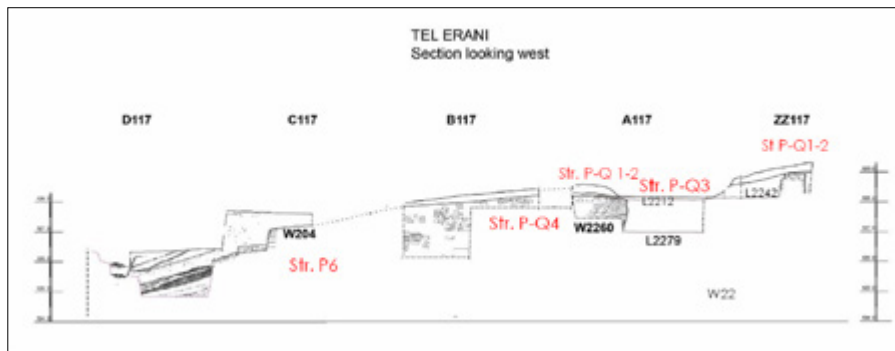 TEL ERANI
Section looking west
D117 C117 B117 A117 ZZ117
St P-Q1-2
Str. P-Q 1-2 Str. P-Q3
L2212 L2242
W204 Str. P-Q4 W2260
L2279
Str. P6
W22